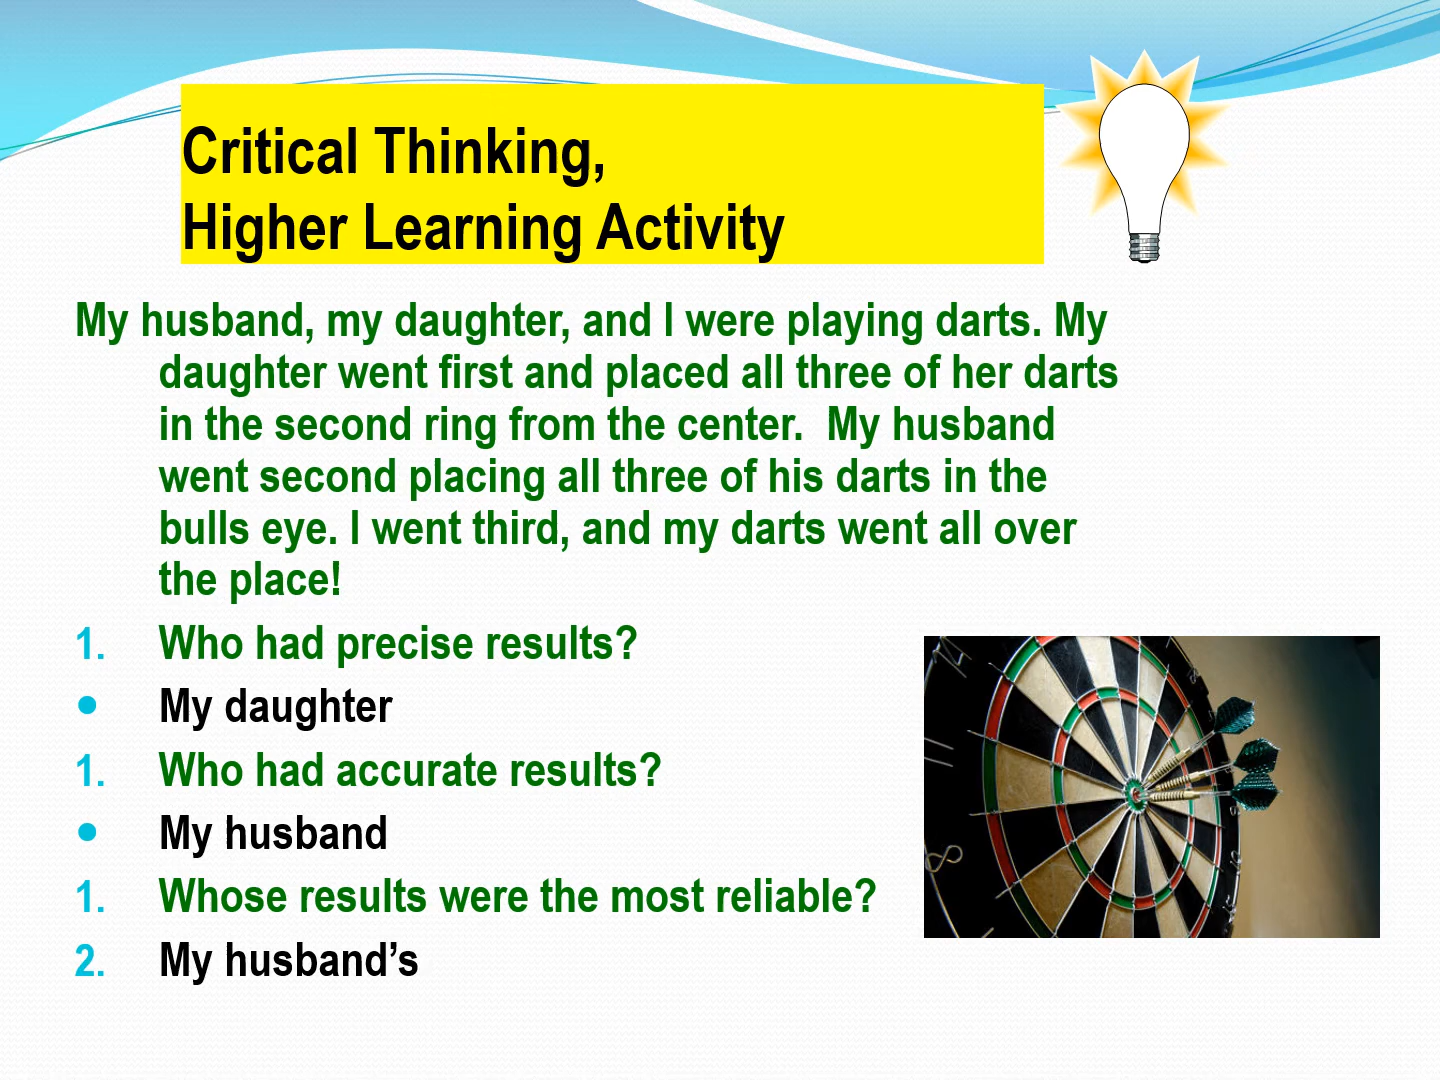 Critical Thinking,
Higher Learning Activity
My husband, my daughter, and I were playing darts. My
daughter went first and placed all three of her darts
in the second ring from the center.  My husband
went second placing all three of his darts in the
bulls eye. I went third, and my darts went all over
the place!
1. Who had precise results?
• My daughter
1. Who had accurate results?
• My husband
1. Whose results were the most reliable?
2. My husband’s